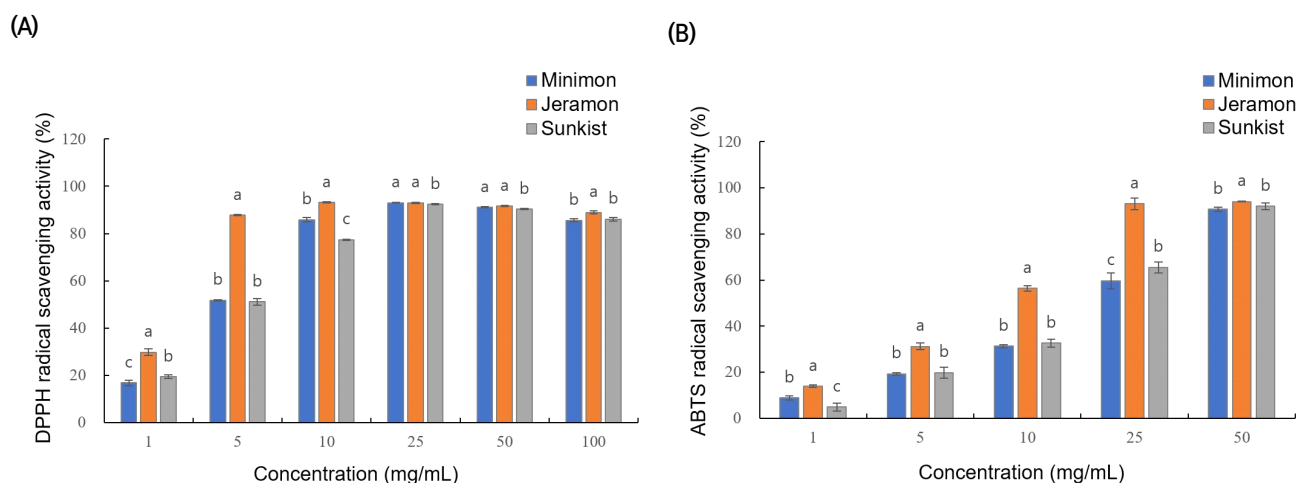 (A)
Minimon
Jeramon
Sunkist
DPPH radical scavenging activity (%)
120
100
80
60
40
20
0
c a b
b a b
b a c
a a b
a a b
b a b
1 5 10 25 50 100
Concentration (mg/mL)
(B)
Minimon
Jeramon
Sunkist
ABTS radical scavenging activity (%)
120
100
80
60
40
20
0
b a c
b a b
b a b
c a b
b a b
1 5 10 25 50
Concentration (mg/mL)